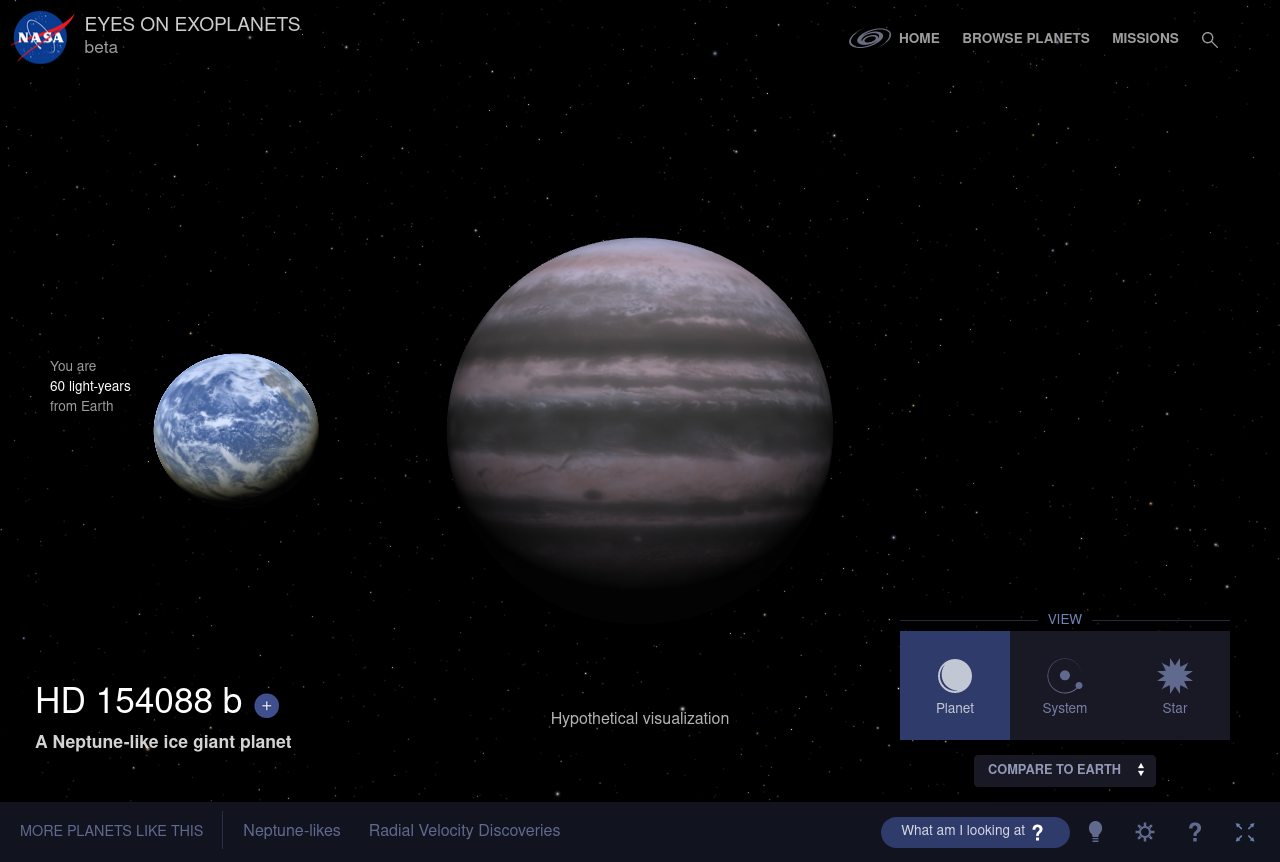 NASA
EYES ON EXOPLANETS
beta
HOME BROWSE PLANETS MISSIONS
You are
60 light-years
from Earth
VIEW
Planet System Star
HD 154088 b +
A Neptune-like ice giant planet
Hypothetical visualization
COMPARE TO EARTH
MORE PLANETS LIKE THIS Neptune-likes Radial Velocity Discoveries
What am I looking at ? ?